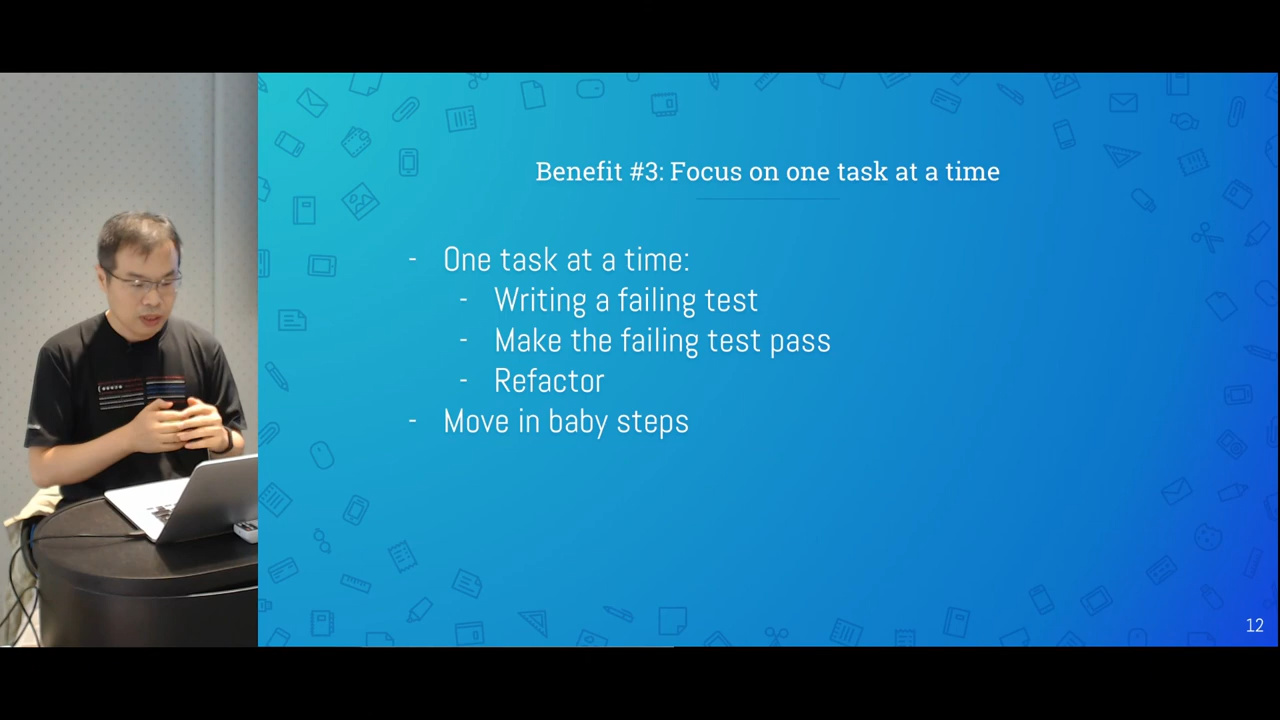 Benefit #3: Focus on one task at a time
- One task at a time:
- Writing a failing test
- Make the failing test pass
- Refactor
- Move in baby steps
12